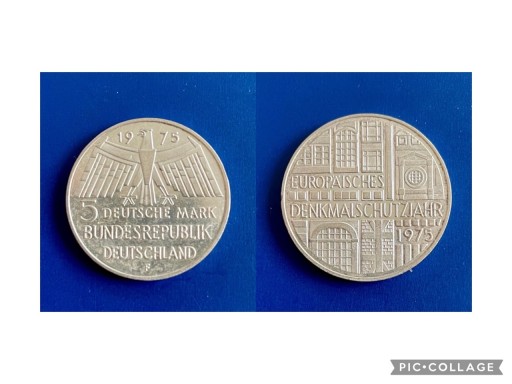 1975
5 DEUTSCHE MARK
BUNDESREPUBLIK
DEUTSCHLAND
F
EUROPÄISCHES
DENKMALSCHUTZJAHR
1975
PIC•COLLAGE